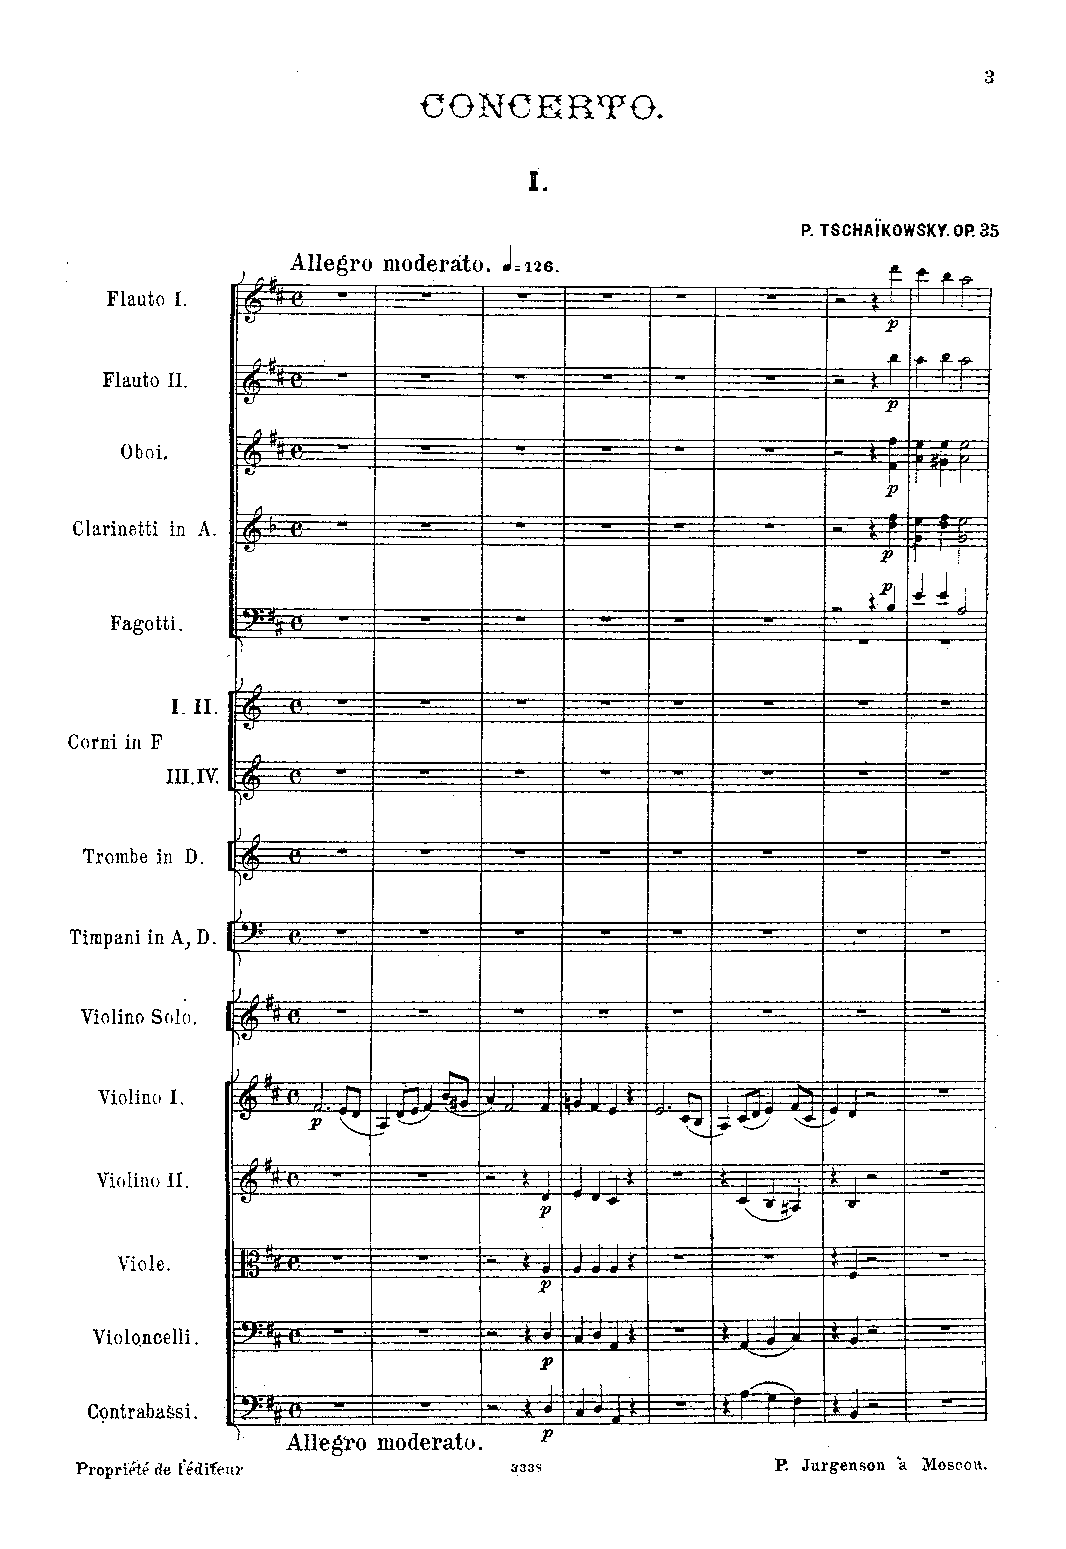 3
CONCERTO.
I.
P. TSCHAÏKOWSKY. OP. 35
Allegro moderato. ♩=126.
Flauto I.
p
Flauto II.
p
Oboi.
p
Clarinetti in A.
p
p
Fagotti.
I. II.
Corni in F
III. IV.
Trombe in D.
Timpani in A, D.
Violino Solo.
Violino I.
p
Violino II.
p
Viole.
p
Violoncelli.
p
Contrabassi.
p
Allegro moderato.
Propriété de l'éditeur
3338
P. Jurgenson à Moscou.